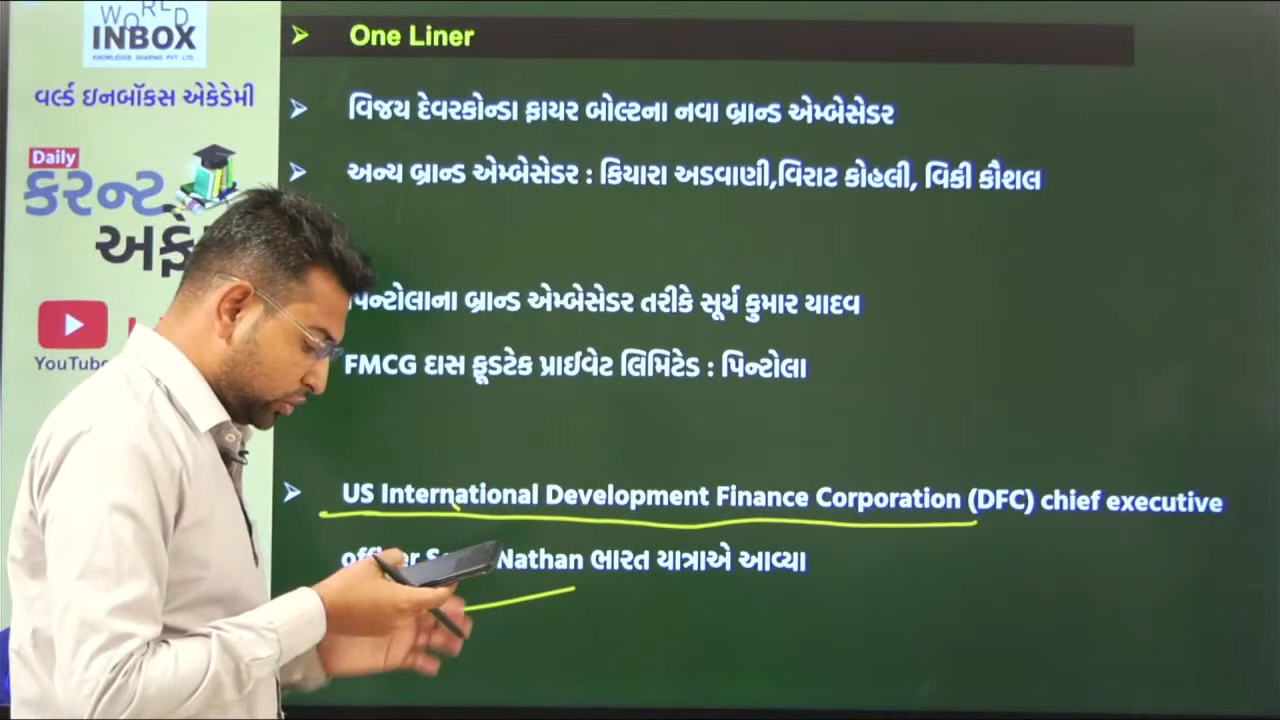 WORLD
INBOX
KNOWLEDGE SHARING PVT. LTD.
વર્લ્ડ ઇનબૉકસ એકેડેમી
Daily
કરન્ટ
YouTube
One Liner
વિજય દેવરકોન્ડા ફાયર બોલ્ટના નવા બ્રાન્ડ એમ્બેસેડર
અન્ય બ્રાન્ડ એમ્બેસેડર : કિયારા અડવાણી,વિરાટ કોહલી, વિકી કૌશલ
પિન્ટોલાના બ્રાન્ડ એમ્બેસેડર તરીકે સૂર્ય કુમાર યાદવ
FMCG દાસ ફૂડટેક પ્રાઈવેટ લિમિટેડ : પિન્ટોલા
US International Development Finance Corporation (DFC) chief executive
officer Nathan ભારત યાત્રાએ આવ્યા